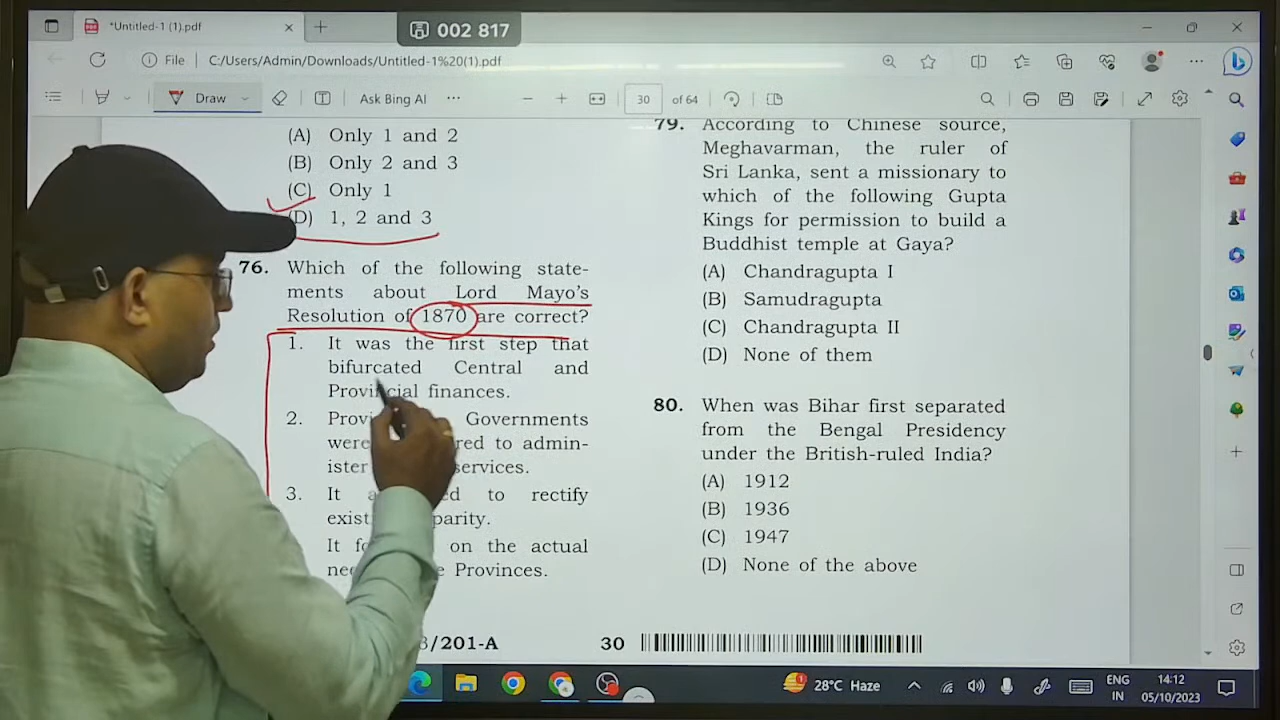 *Untitled-1 (1).pdf
002 817
File
C:/Users/Admin/Downloads/Untitled-1%20(1).pdf
Draw
Ask Bing AI
30 of 64
(A) Only 1 and 2
(B) Only 2 and 3
(C) Only 1
(D) 1, 2 and 3
76. Which of the following state-
ments about Lord Mayo's
Resolution of 1870 are correct?
1. It was the first step that
bifurcated Central and
Provincial finances.
2. Governments
were to admin-
ister services.
3. It to rectify
It on the actual
Provinces.
/201-A
79. According to Chinese source,
Meghavarman, the ruler of
Sri Lanka, sent a missionary to
which of the following Gupta
Kings for permission to build a
Buddhist temple at Gaya?
(A) Chandragupta I
(B) Samudragupta
(C) Chandragupta II
(D) None of them
80. When was Bihar first separated
from the Bengal Presidency
under the British-ruled India?
(A) 1912
(B) 1936
(C) 1947
(D) None of the above
30
28°C Haze
ENG
IN
14:12
05/10/2023